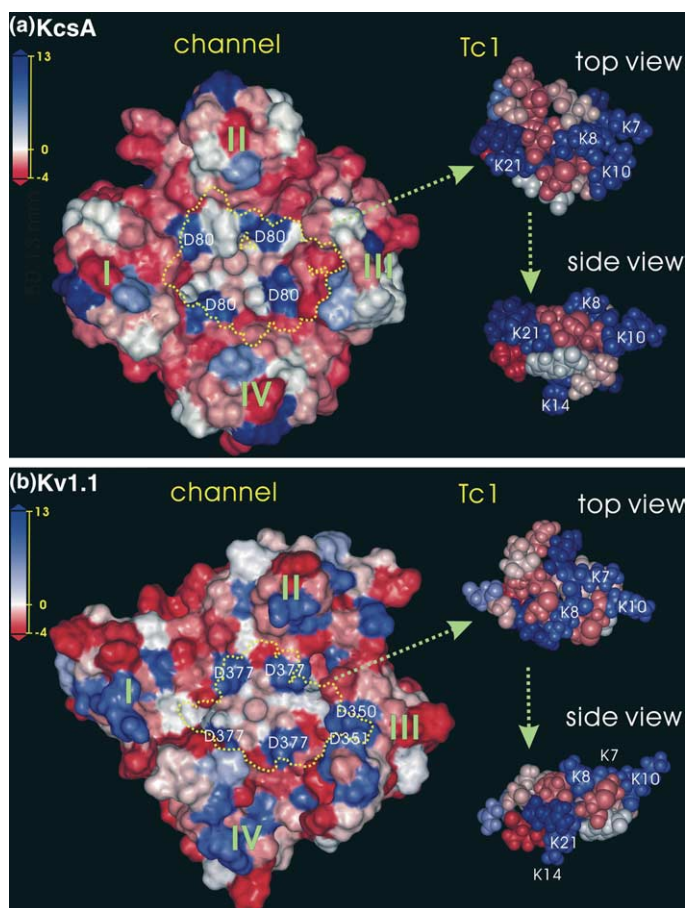 (a)KcsA
channel
Tc1
top view
13
0
-4
II
K7
K8
K10
K21
D80
D80
I
III
side view
D80
D80
K8
K21
K10
IV
K14
(b)Kv1.1
channel
Tc1
top view
13
0
-4
II
K7
K8
K10
D377
D377
I
D350
III
side view
D377
D377
D351
K7
K8
K10
IV
K21
K14